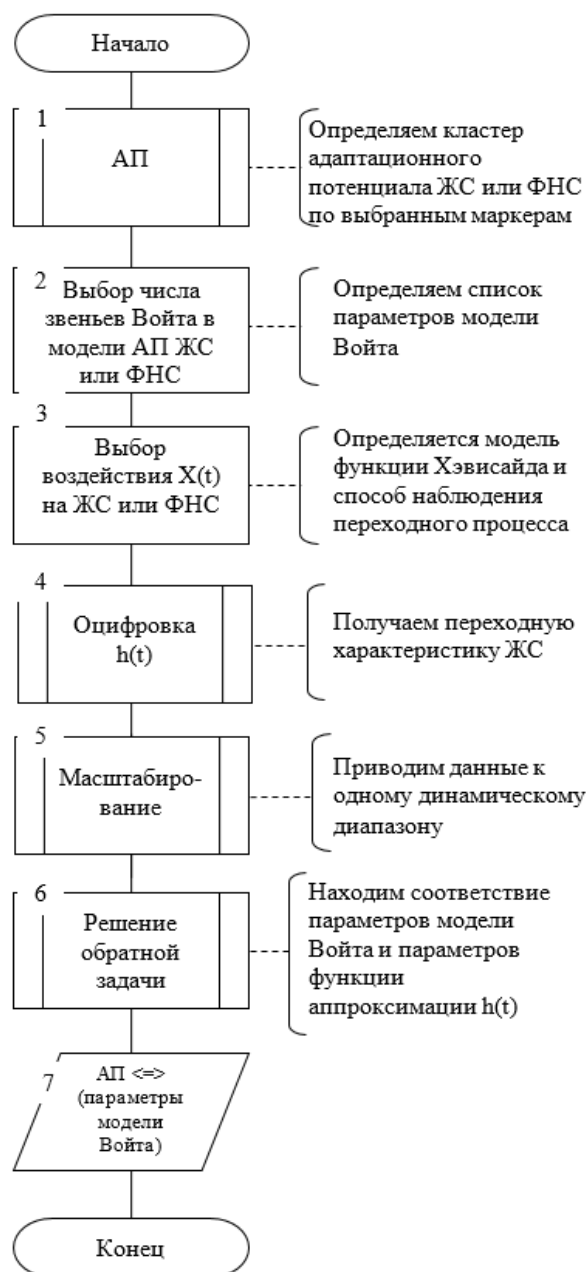 Начало
1
АП
Определяем кластер
адаптационного
потенциала ЖС или ФНС
по выбранным маркерам
2
Выбор числа
звеньев Войта в
модели АП ЖС
или ФНС
Определяем список
параметров модели
Войта
3
Выбор
воздействия X(t)
на ЖС или ФНС
Определяется модель
функции Хэвисайда и
способ наблюдения
переходного процесса
4
Оцифровка
h(t)
Получаем переходную
характеристику ЖС
5
Масштабиро-
вание
Приводим данные к
одному динамическому
диапазону
6
Решение
обратной
задачи
Находим соответствие
параметров модели
Войта и параметров
функции
аппроксимации h(t)
7
АП <=>
(параметры
модели
Войта)
Конец